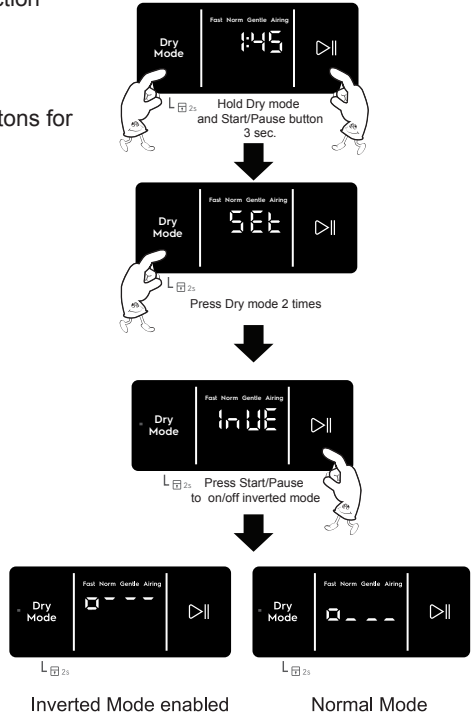 ction
Fast Norm Gentle Airing
Dry
Mode
1:45
2s
Hold Dry mode
and Start/Pause button
3 sec.
tons for
Fast Norm Gentle Airing
Dry
Mode
SEt
2s
Press Dry mode 2 times
Fast Norm Gentle Airing
Dry
Mode
InUE
2s
Press Start/Pause
to on/off inverted mode
Fast Norm Gentle Airing
Dry
Mode
2s
Inverted Mode enabled
Fast Norm Gentle Airing
Dry
Mode
2s
Normal Mode